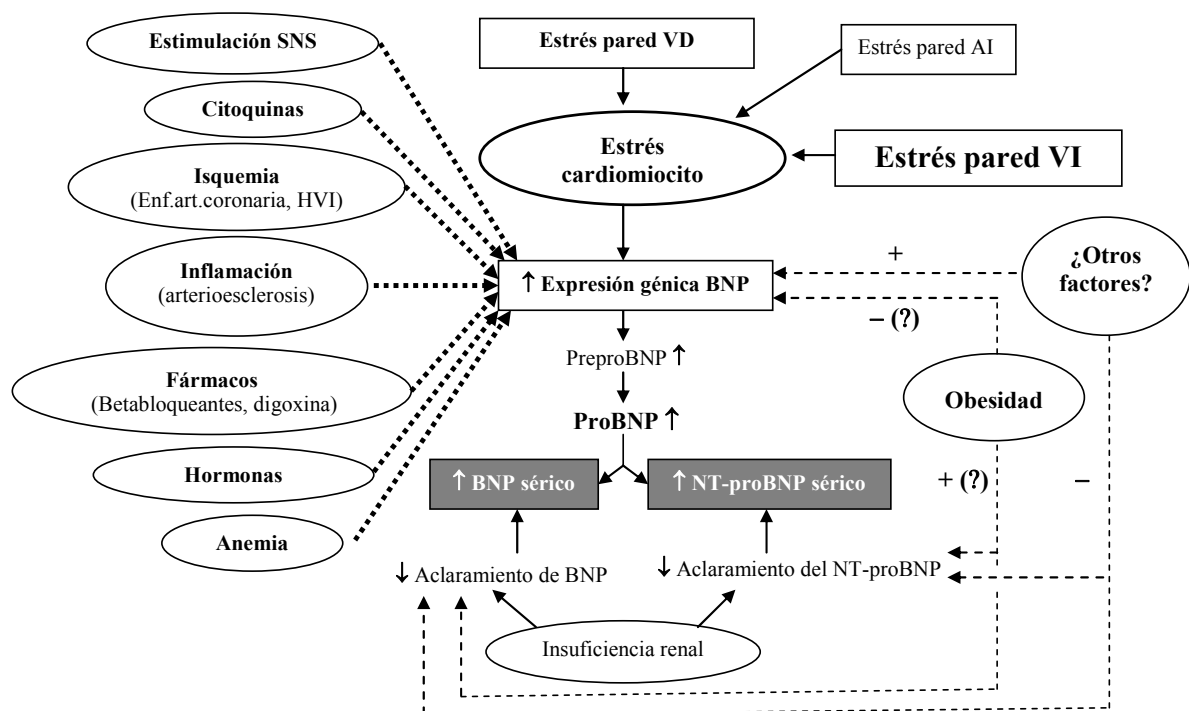 Estimulación SNS
Citoquinas
Isquemia
(Enf.art.coronaria, HVI)
Inflamación
(arterioesclerosis)
Fármacos
(Betabloqueantes, digoxina)
Hormonas
Anemia
Estrés pared VD
Estrés pared AI
Estrés
cardiomiocito
Estrés pared VI
↑ Expresión génica BNP
+
– (?)
¿Otros
factores?
PreproBNP ↑
ProBNP ↑
Obesidad
↑ BNP sérico
↑ NT-proBNP sérico
+ (?)
–
↓ Aclaramiento de BNP
↓ Aclaramiento del NT-proBNP
Insuficiencia renal